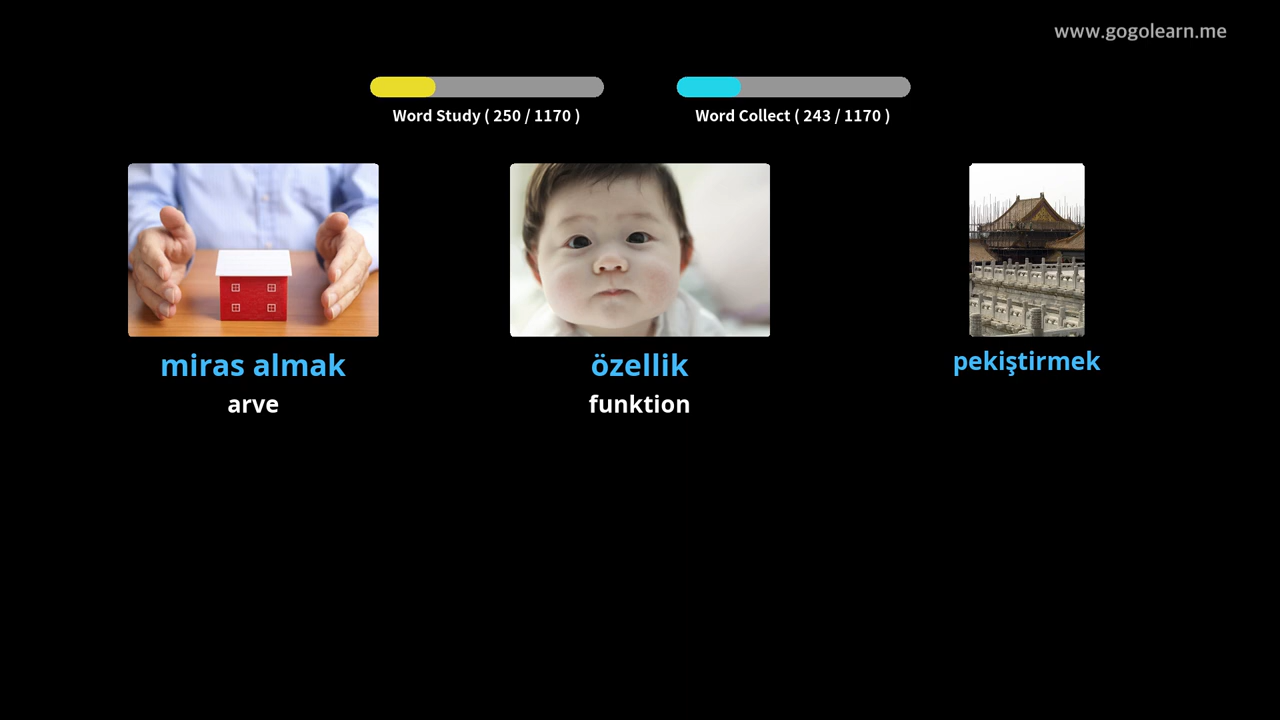 www.gogolearn.me
Word Study ( 250 / 1170 )
Word Collect ( 243 / 1170 )
miras almak
arve
özellik
funktion
pekiştirmek